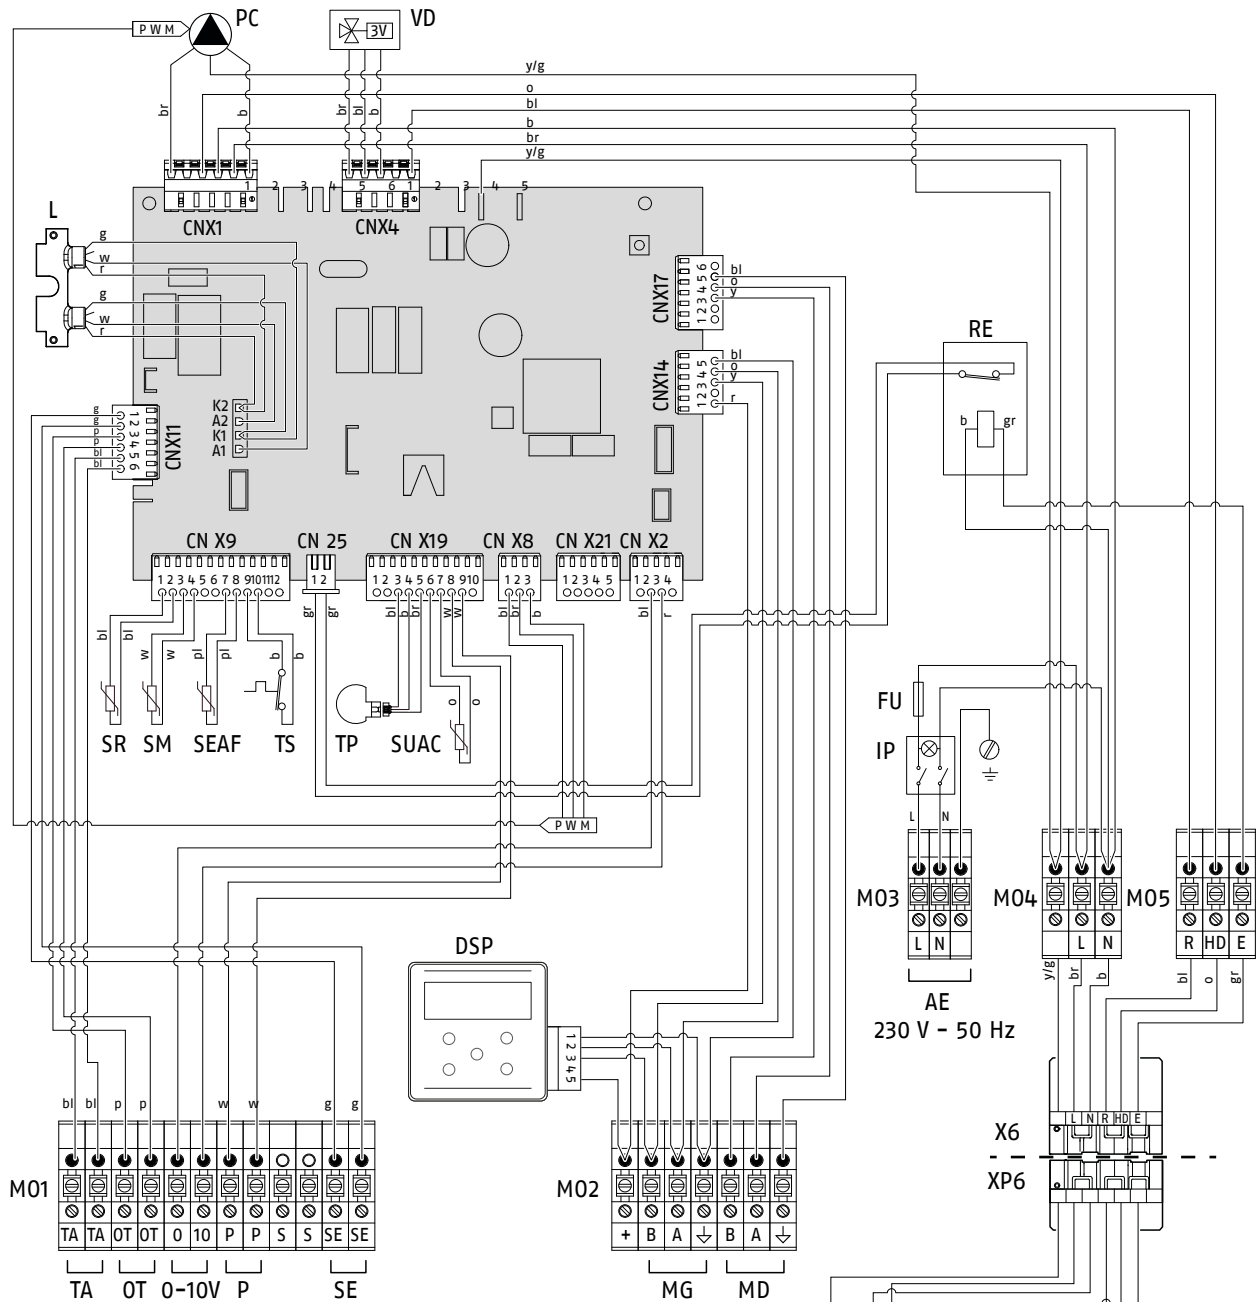 PWM
PC
3V
VD
y/g
o
bl
b
br
y/g
br
b
br
bl
b
1 2 3 4
5 6 1 2 3 4 5
CNX1
CNX4
L
g
w
r
g
w
r
K2
A2
K1
A1
g
g
p
p
bl
bl
1 2 3 4 5 6
CNX11
CNX17
1 2 3 4 5 6
bl
o
y
CNX14
1 2 3 4 5
bl
o
y
r
RE
b
gr
CN X9
CN 25
CN X19
CN X8
CN X21
CN X2
1 2 3 4 5 6 7 8 9 10 11 12
1 2
1 2 3 4 5 6 7 8 9 10
1 2 3
1 2 3 4 5
1 2 3 4
bl
bl
w
w
pl
pl
b
b
gr
gr
bl
b
br
w
w
o
o
bl
br
b
bl
r
SR
SM
SEAF
TS
TP
SUAC
FU
IP
L
N
PWM
M03
L N
AE
230 V - 50 Hz
M04
L N
M05
R HD E
y/g
br
b
bl
o
gr
DSP
1 2 3 4 5
L N R HD E
X6
XP6
bl
bl
p
p
w
w
g
g
M01
TA TA OT OT 0 10 P P S S SE SE
TA OT 0-10V P SE
M02
+ B A B A
MG MD